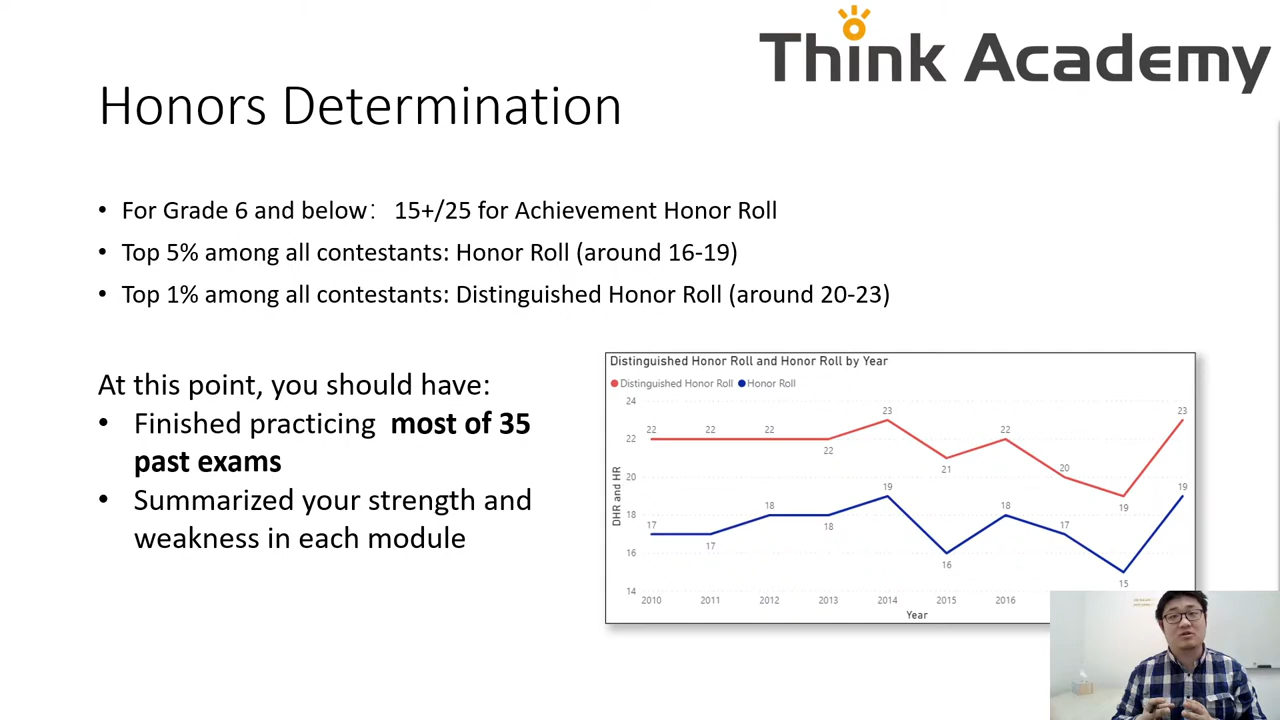 Think Academy
Honors Determination
• For Grade 6 and below： 15+/25 for Achievement Honor Roll
• Top 5% among all contestants: Honor Roll (around 16-19)
• Top 1% among all contestants: Distinguished Honor Roll (around 20-23)
At this point, you should have:
• Finished practicing most of 35
past exams
• Summarized your strength and
weakness in each module
Distinguished Honor Roll and Honor Roll by Year
Distinguished Honor Roll Honor Roll
DHR and HR
24
22
20
18
16
14
22 22 22 22 23 21 22 20 19 23
17 17 18 18 19 16 18 17 15 19
2010 2011 2012 2013 2014 2015 2016
Year